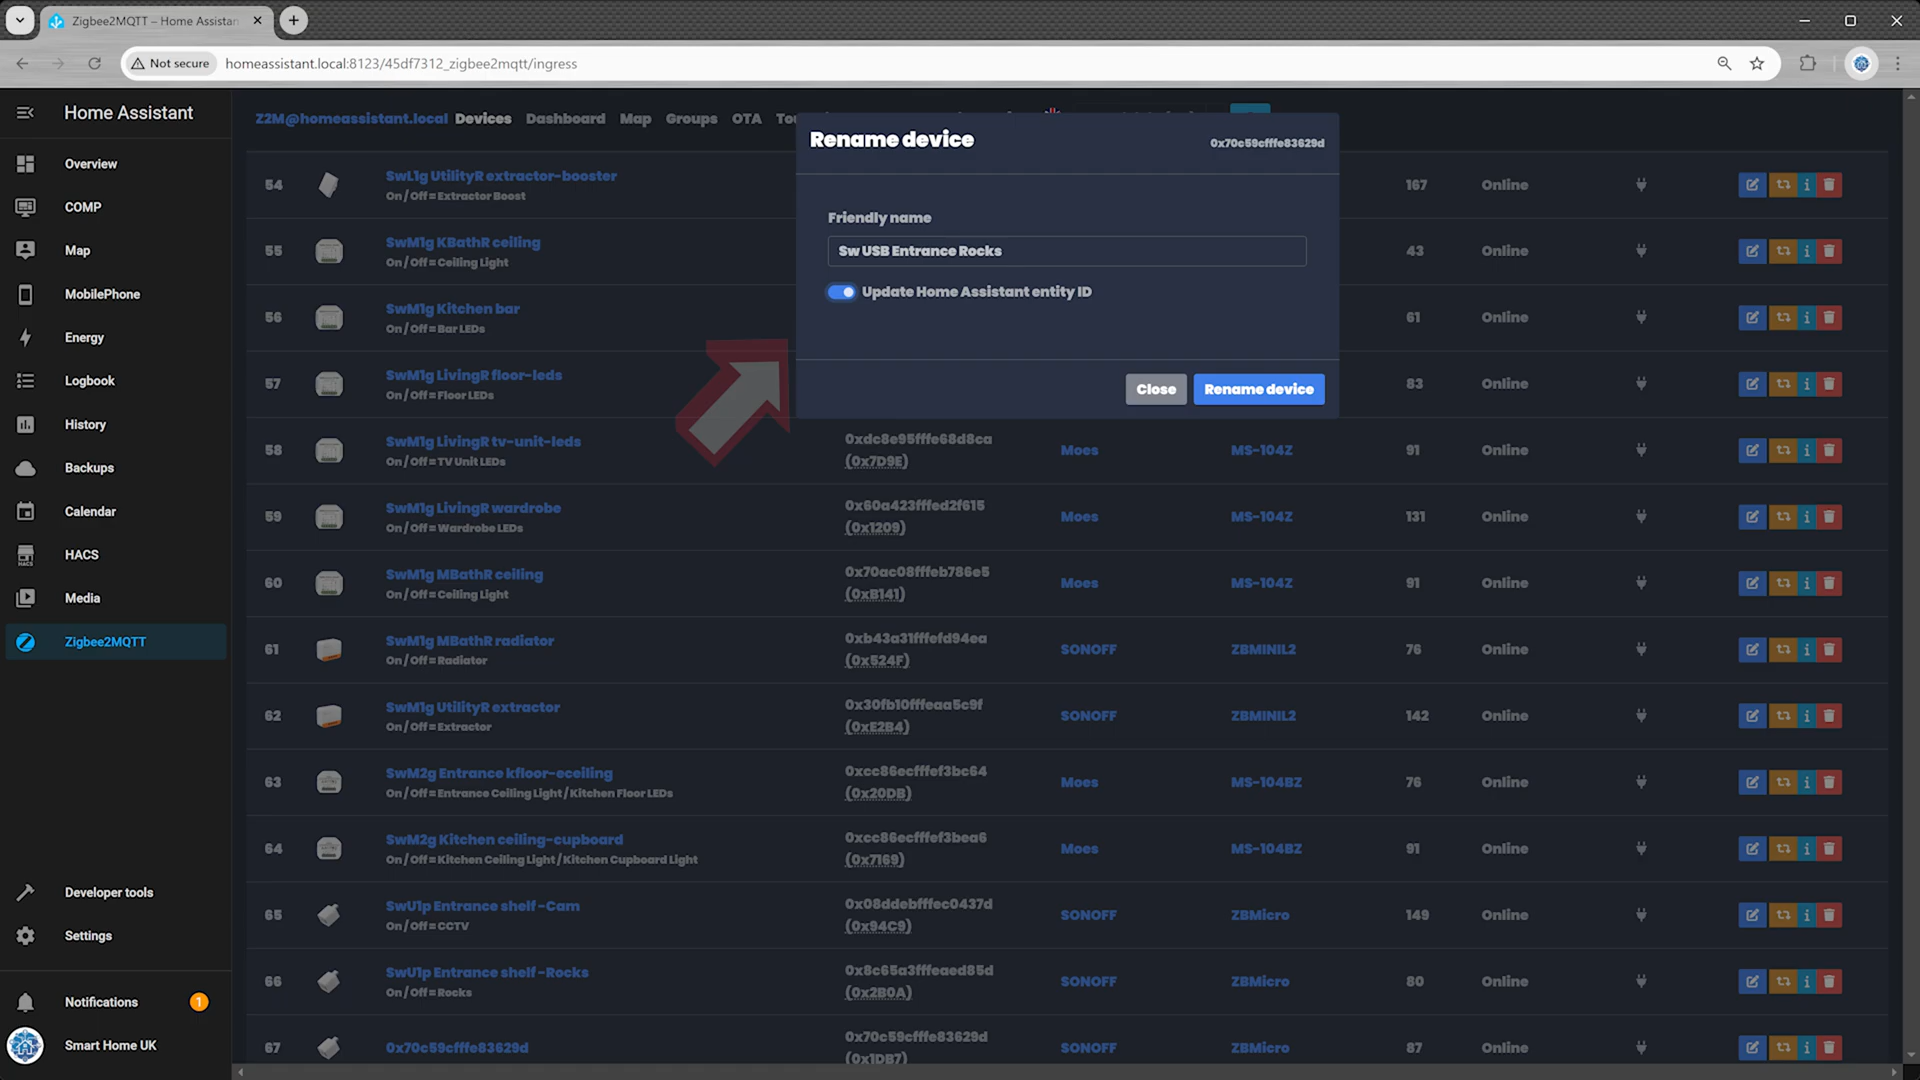 Zigbee2MQTT – Home Assistant
Not secure
homeassistant.local:8123/45df7312_zigbee2mqtt/ingress
Home Assistant
Overview
COMP
Map
MobilePhone
Energy
Logbook
History
Backups
Calendar
HACS
Media
Zigbee2MQTT
Developer tools
Settings
Notifications 1
Smart Home UK
Z2M@homeassistant.local Devices Dashboard Map Groups OTA
Rename device
0x70c59cfffe83629d
Friendly name
Sw USB Entrance Rocks
Update Home Assistant entity ID
Close Rename device
54 SwL1g UtilityR extractor-booster 167 Online
On / Off = Extractor Boost
55 SwM1g KBathR ceiling 43 Online
On / Off = Ceiling Light
56 SwM1g Kitchen bar 61 Online
On / Off = Bar LEDs
57 SwM1g LivingR floor-leds 83 Online
On / Off = Floor LEDs
58 SwM1g LivingR tv-unit-leds 0xdc8e95fffe68d8ca Moes MS-104Z 91 Online
On / Off = TV Unit LEDs (0x7D9E)
59 SwM1g LivingR wardrobe 0x60a423fffed2f615 Moes MS-104Z 131 Online
On / Off = Wardrobe LEDs (0x1209)
60 SwM1g MBathR ceiling 0x70ac08fffeb786e5 Moes MS-104Z 91 Online
On / Off = Ceiling Light (0xB141)
61 SwM1g MBathR radiator 0xb43a31fffefd94ea SONOFF ZBMINIL2 76 Online
On / Off = Radiator (0x524F)
62 SwM1g UtilityR extractor 0x30fb10fffeaa5c9f SONOFF ZBMINIL2 142 Online
On / Off = Extractor (0xE2B4)
63 SwM2g Entrance kfloor-eceiling 0xcc86ecfffef3bc64 Moes MS-104BZ 76 Online
On / Off = Entrance Ceiling Light / Kitchen Floor LEDs (0x20DB)
64 SwM2g Kitchen ceiling-cupboard 0xcc86ecfffef3bea6 Moes MS-104BZ 91 Online
On / Off = Kitchen Ceiling Light / Kitchen Cupboard Light (0x7169)
65 SwU1p Entrance shelf -Cam 0x08ddebfffec0437d SONOFF ZBMicro 149 Online
On / Off = CCTV (0x94C9)
66 SwU1p Entrance shelf -Rocks 0x8c65a3fffeaed85d SONOFF ZBMicro 80 Online
On / Off = Rocks (0x2B0A)
67 0x70c59cfffe83629d 0x70c59cfffe83629d SONOFF ZBMicro 87 Online
(0x1DB7)